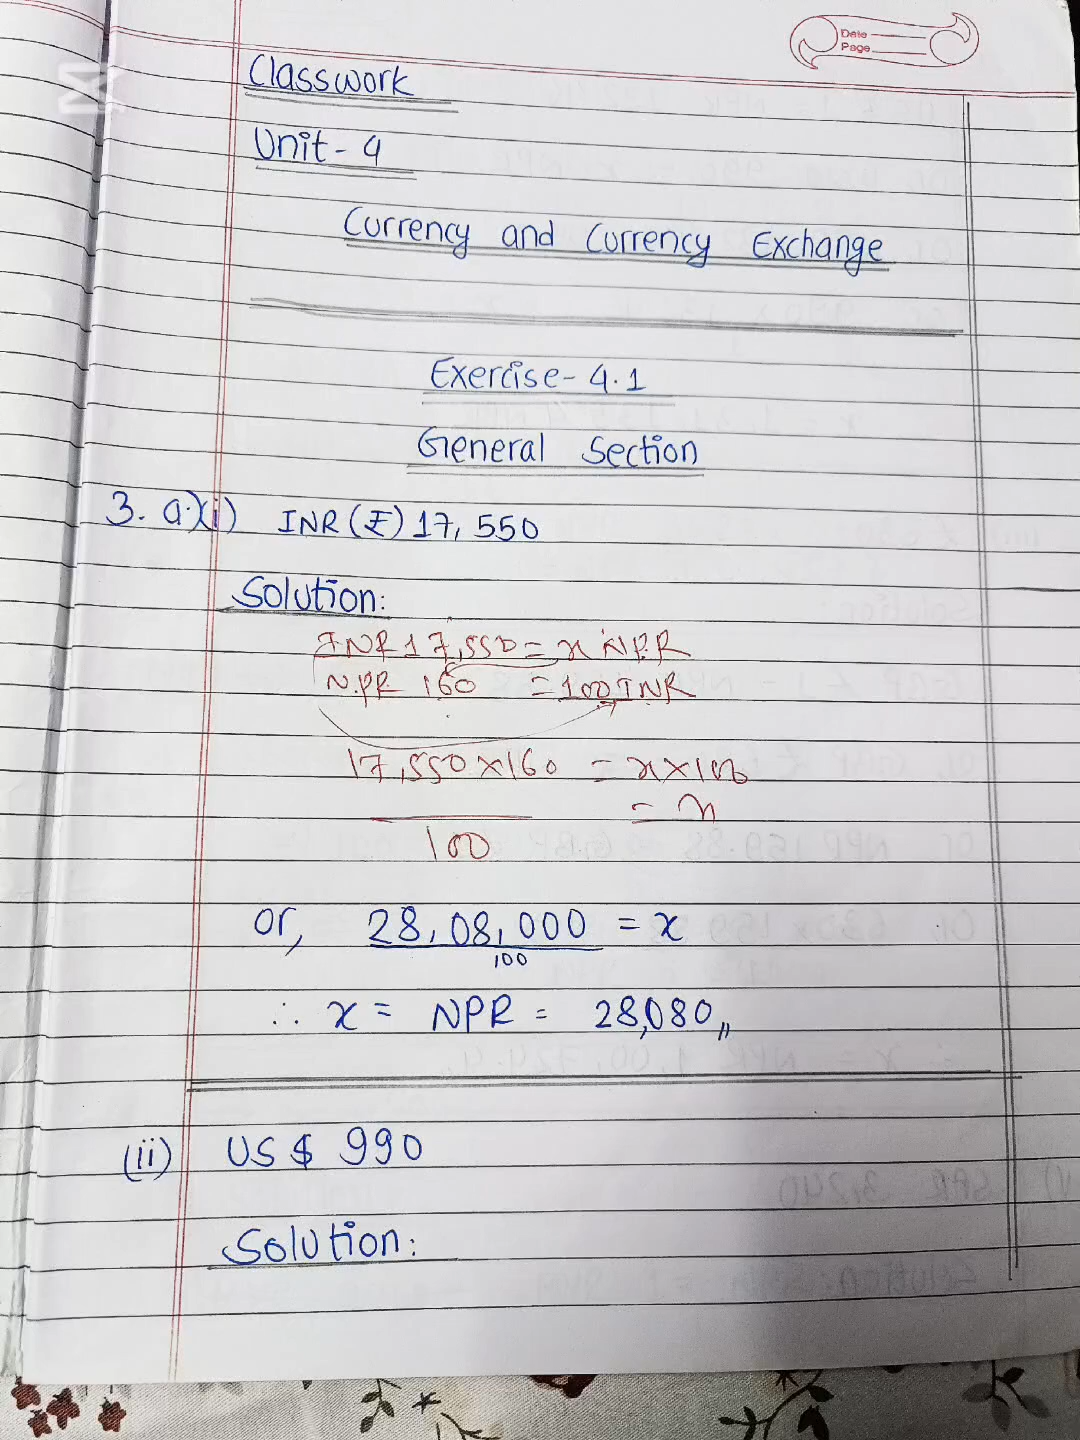 Date
Page
Classwork
Unit- 4
Currency and Currency Exchange
Exercise- 4.1
General Section
3. a.)(i) INR (₹) 17,550
Solution:
INR 17,550 = x NPR
NPR 160 = 100 INR
17,550 x 160 = x x 100
= x
100
or, 28,08,000 = x
100
∴ x = NPR = 28,080,,
(ii) US $ 990
Solution: